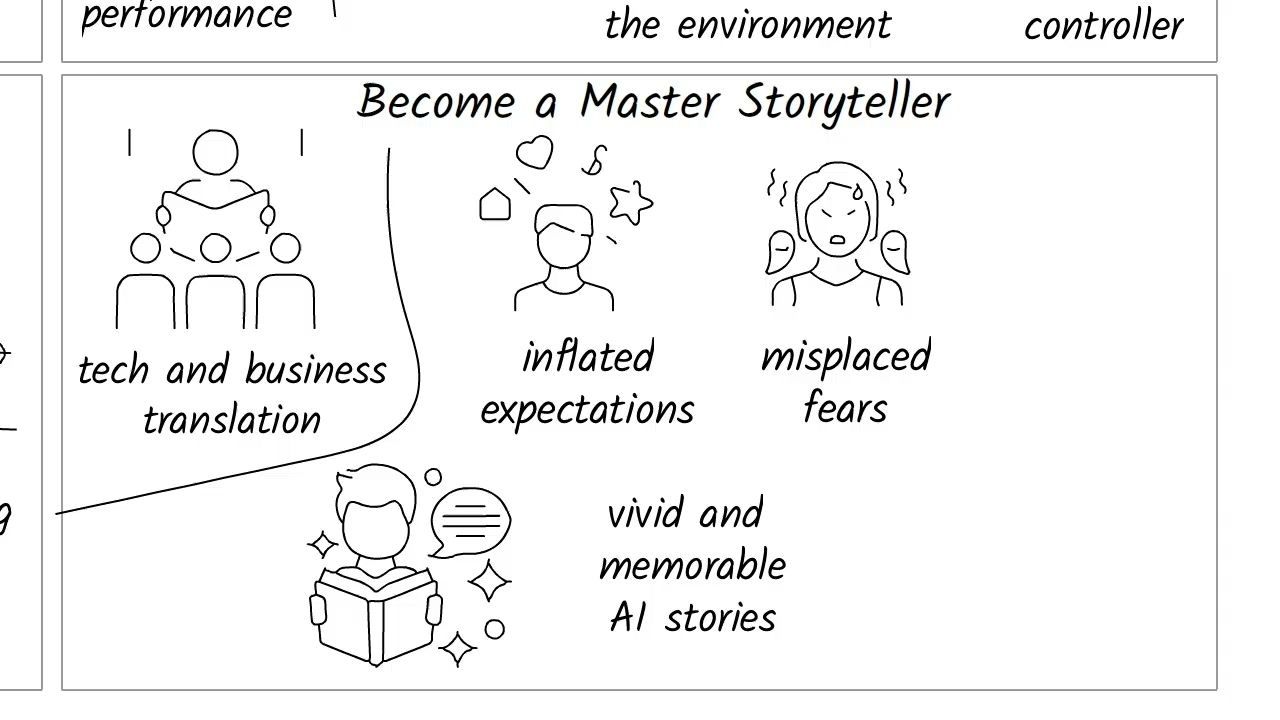 performance
the environment
controller
Become a Master Storyteller
tech and business
translation
inflated
expectations
misplaced
fears
g
vivid and
memorable
AI stories